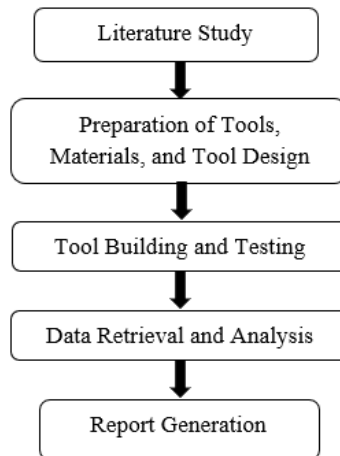 Literature Study
Preparation of Tools,
Materials, and Tool Design
Tool Building and Testing
Data Retrieval and Analysis
Report Generation